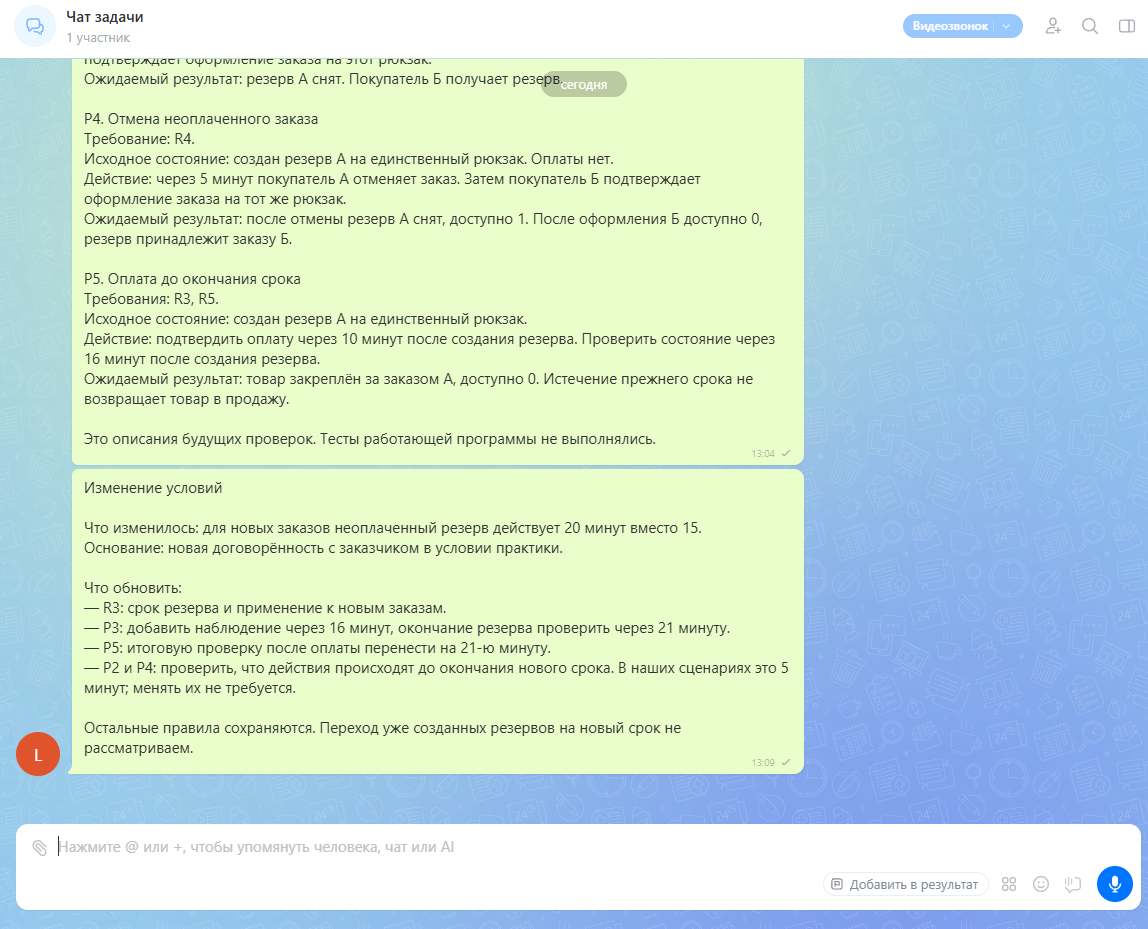 Чат задачи
1 участник
Видеозвонок
подтверждает оформление заказа на этот рюкзак.
Ожидаемый результат: резерв А снят. Покупатель Б получает резерв.
сегодня
P4. Отмена неоплаченного заказа
Требование: R4.
Исходное состояние: создан резерв А на единственный рюкзак. Оплаты нет.
Действие: через 5 минут покупатель А отменяет заказ. Затем покупатель Б подтверждает
оформление заказа на тот же рюкзак.
Ожидаемый результат: после отмены резерв А снят, доступно 1. После оформления Б доступно 0,
резерв принадлежит заказу Б.
P5. Оплата до окончания срока
Требования: R3, R5.
Исходное состояние: создан резерв А на единственный рюкзак.
Действие: подтвердить оплату через 10 минут после создания резерва. Проверить состояние через
16 минут после создания резерва.
Ожидаемый результат: товар закреплён за заказом А, доступно 0. Истечение прежнего срока не
возвращает товар в продажу.
Это описания будущих проверок. Тесты работающей программы не выполнялись.
13:04
Изменение условий
Что изменилось: для новых заказов неоплаченный резерв действует 20 минут вместо 15.
Основание: новая договорённость с заказчиком в условии практики.
Что обновить:
— R3: срок резерва и применение к новым заказам.
— P3: добавить наблюдение через 16 минут, окончание резерва проверить через 21 минуту.
— P5: итоговую проверку после оплаты перенести на 21-ю минуту.
— P2 и P4: проверить, что действия происходят до окончания нового срока. В наших сценариях это 5
минут; менять их не требуется.
Остальные правила сохраняются. Переход уже созданных резервов на новый срок не
рассматриваем.
13:09
L
Нажмите @ или +, чтобы упомянуть человека, чат или AI
Добавить в результат